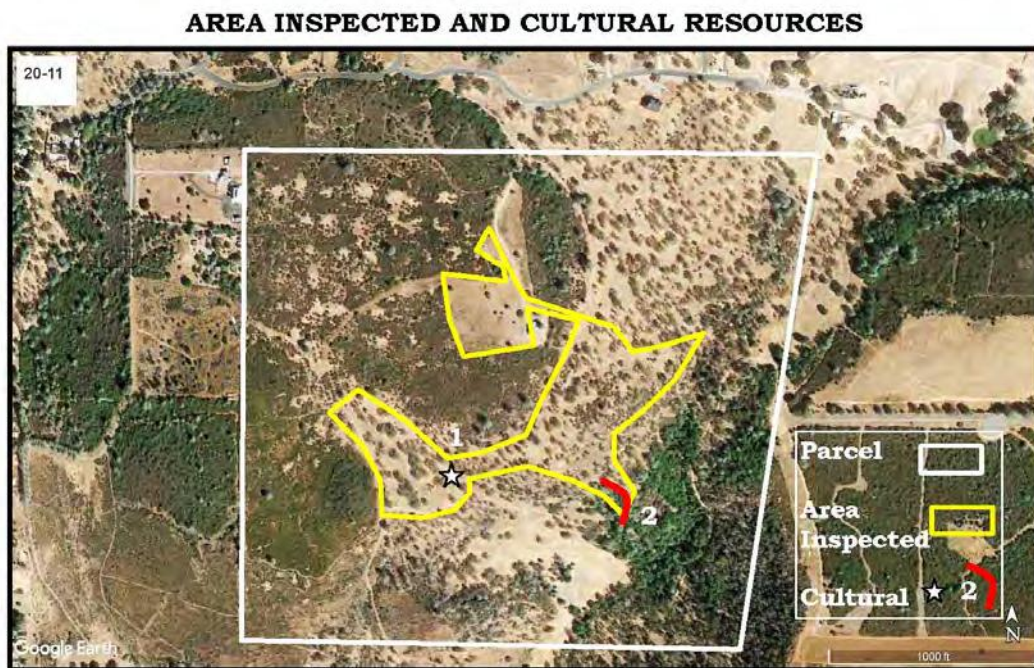 AREA INSPECTED AND CULTURAL RESOURCES
20-11
1
2
Parcel
Area
Inspected
Cultural
2
N
Google Earth
1000 ft